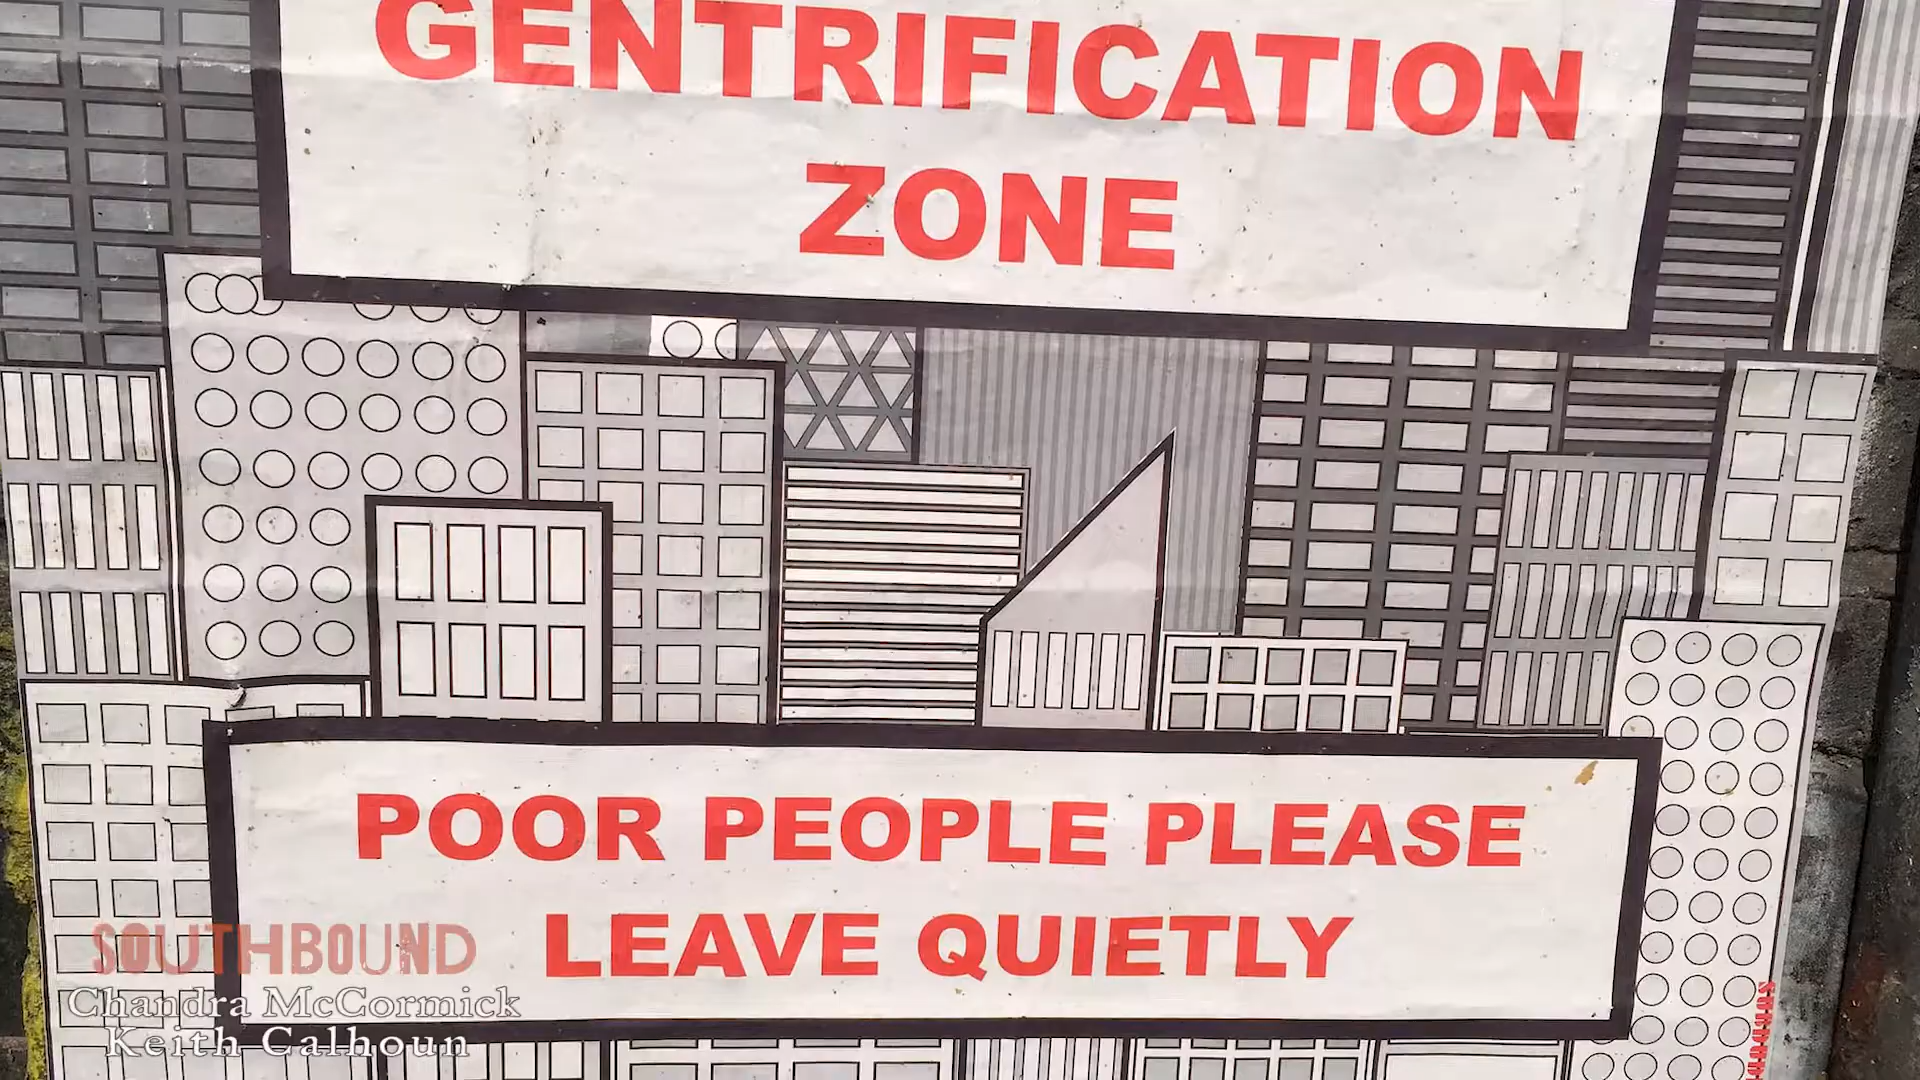 GENTRIFICATION
ZONE
POOR PEOPLE PLEASE
LEAVE QUIETLY
SOUTHBOUND
Chandra McCormick
Keith Calhoun